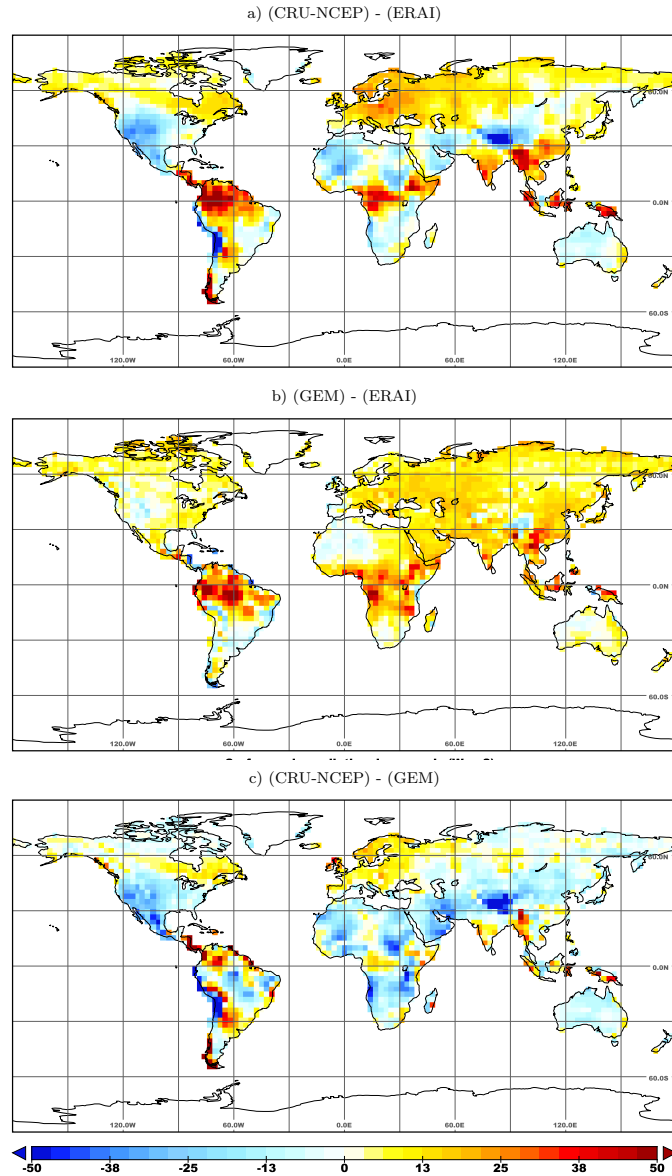 a) (CRU-NCEP) - (ERAI)
60.0N
0.0N
60.0S
120.0W 60.0W 0.0E 60.0E 120.0E
b) (GEM) - (ERAI)
60.0N
0.0N
60.0S
120.0W 60.0W 0.0E 60.0E 120.0E
c) (CRU-NCEP) - (GEM)
60.0N
0.0N
60.0S
120.0W 60.0W 0.0E 60.0E 120.0E
-50 -38 -25 -13 0 13 25 38 50